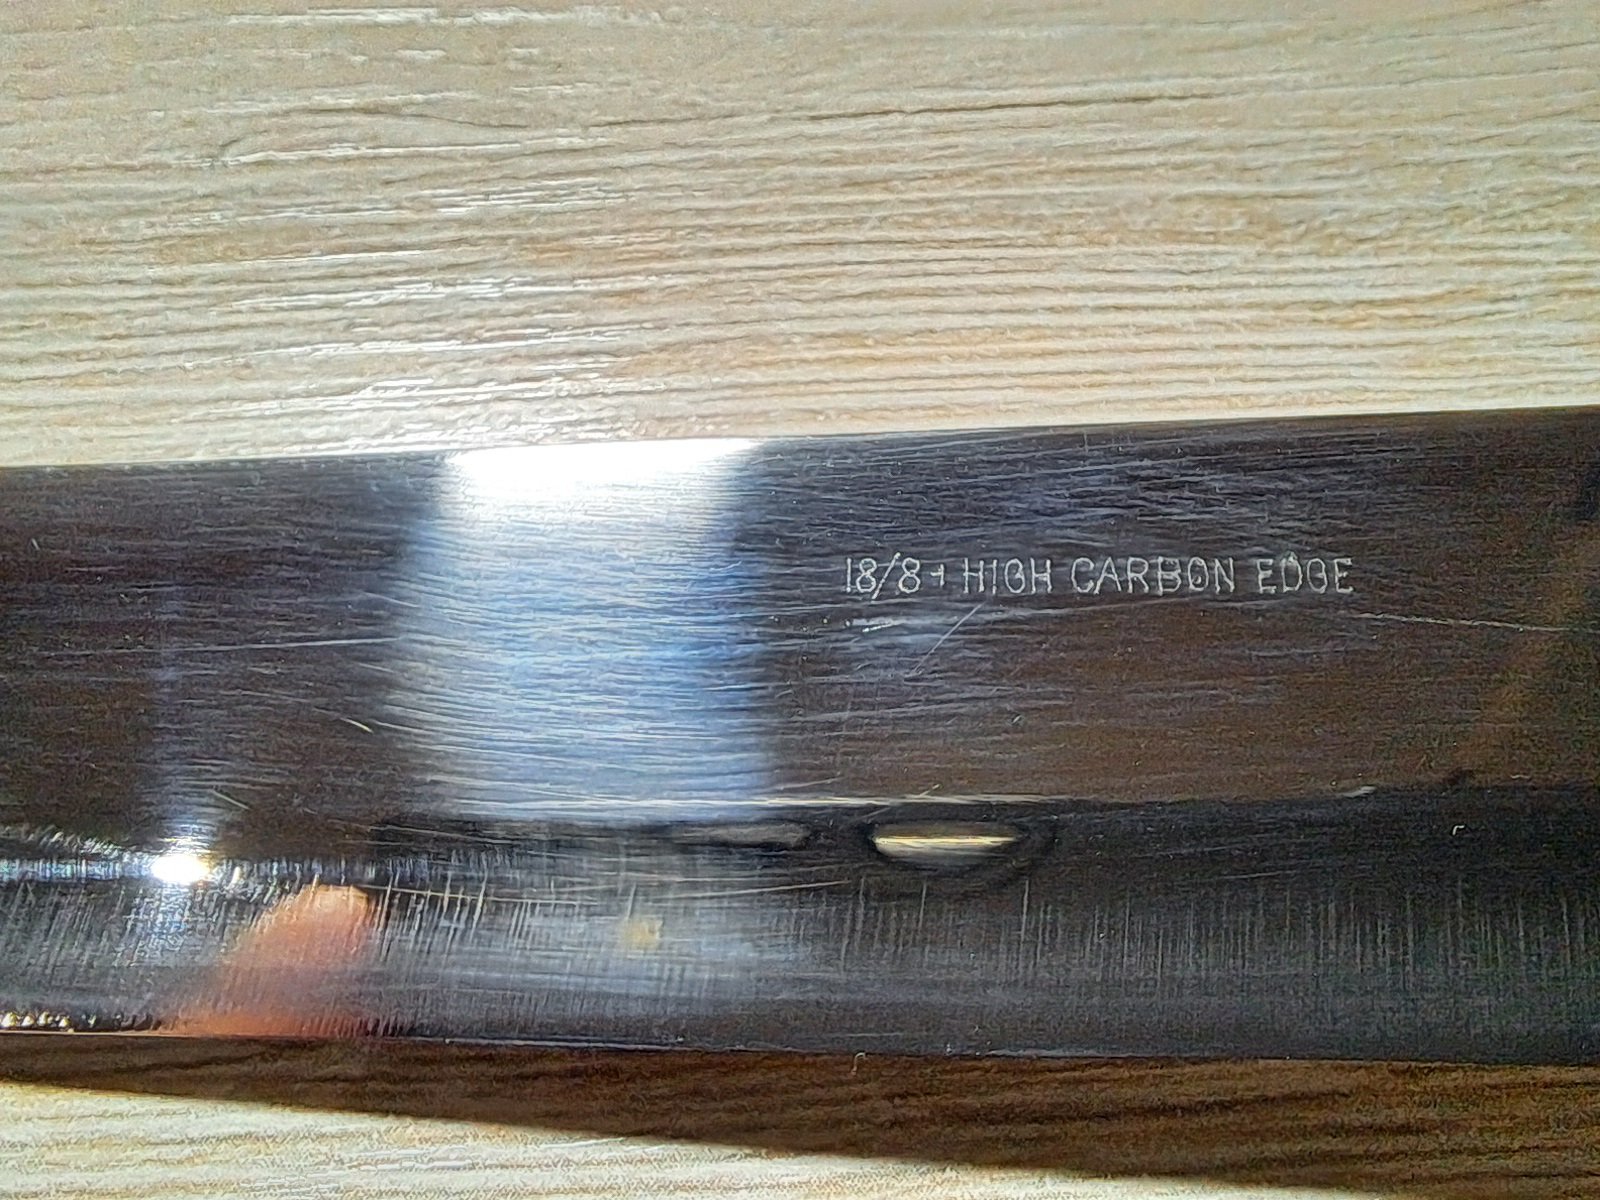 18/8+ HIGH CARBON EDGE